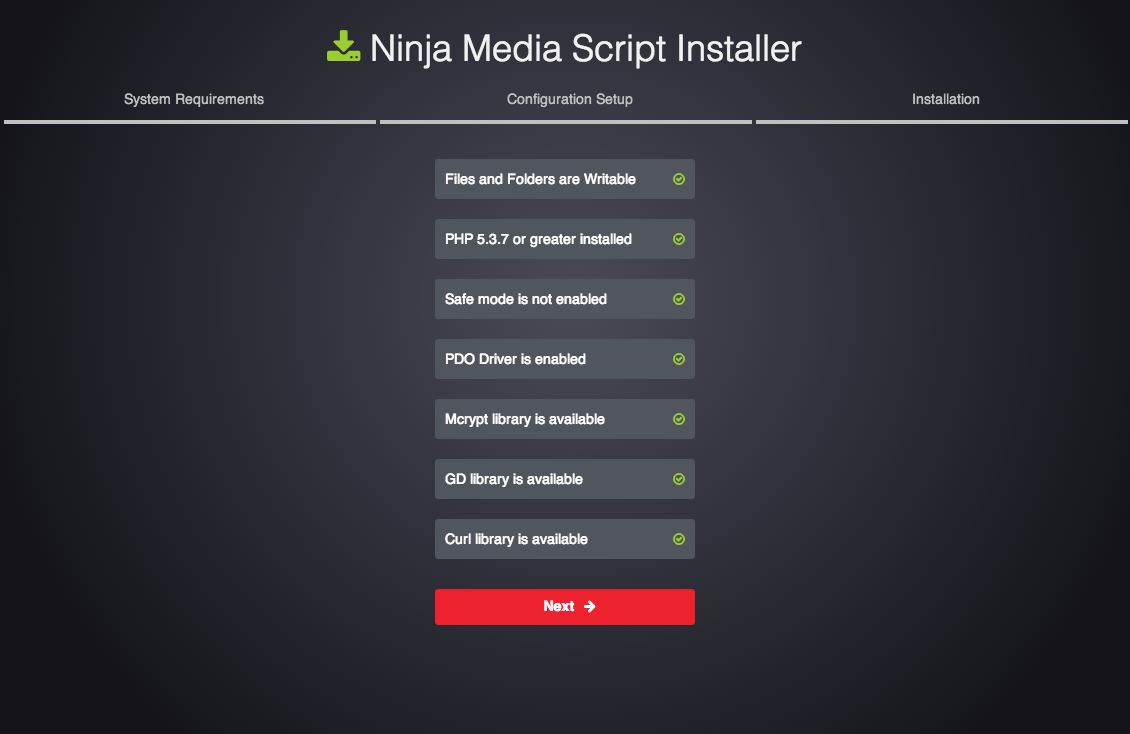 Ninja Media Script Installer
System Requirements
Configuration Setup
Installation
Files and Folders are Writable
PHP 5.3.7 or greater installed
Safe mode is not enabled
PDO Driver is enabled
Mcrypt library is available
GD library is available
Curl library is available
Next